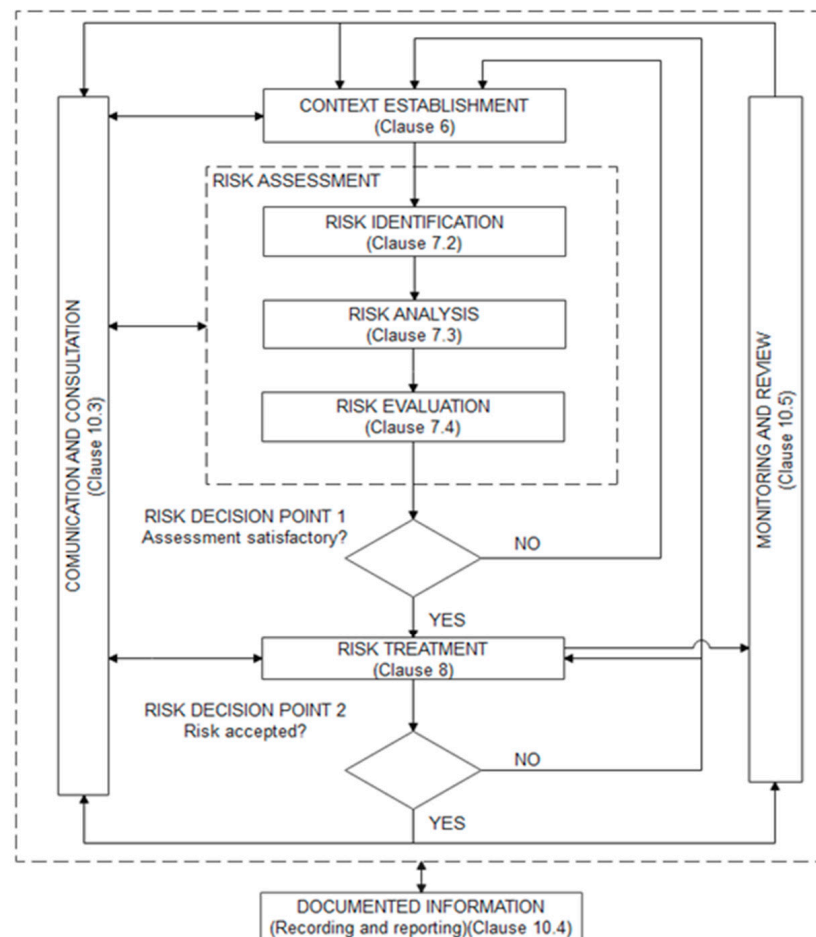 CONTEXT ESTABLISHMENT
(Clause 6)
RISK ASSESSMENT
RISK IDENTIFICATION
(Clause 7.2)
RISK ANALYSIS
(Clause 7.3)
RISK EVALUATION
(Clause 7.4)
COMUNICATION AND CONSULTATION
(Clause 10.3)
MONITORING AND REVIEW
(Clause 10.5)
RISK DECISION POINT 1
Assessment satisfactory?
NO
YES
RISK TREATMENT
(Clause 8)
RISK DECISION POINT 2
Risk accepted?
NO
YES
DOCUMENTED INFORMATION
(Recording and reporting)(Clause 10.4)